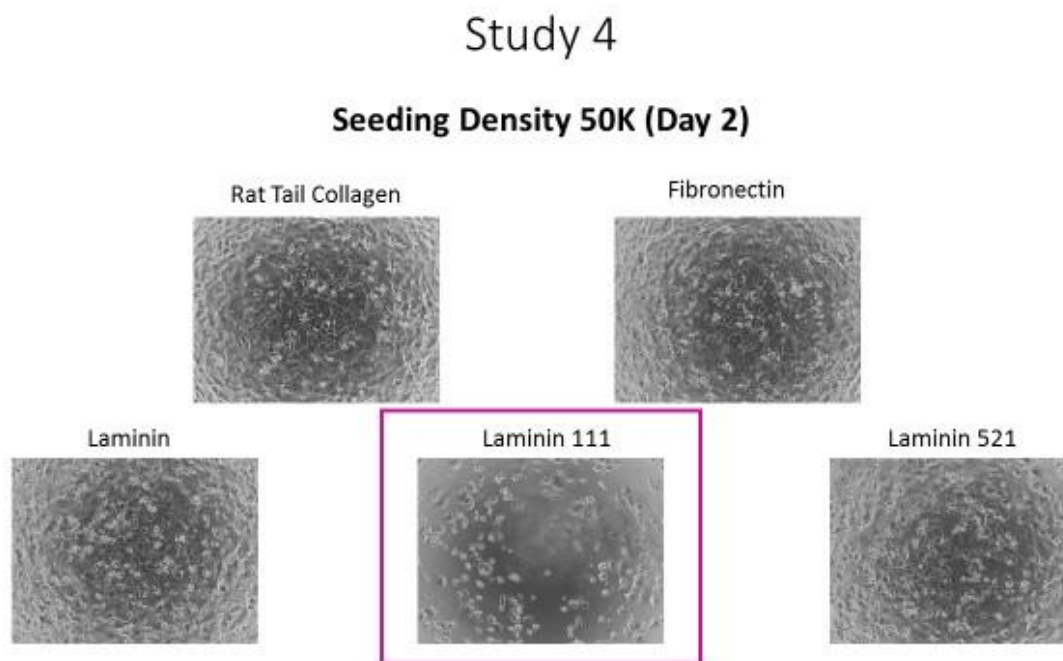 Study 4
Seeding Density 50K (Day 2)
Rat Tail Collagen
Fibronectin
Laminin
Laminin 111
Laminin 521